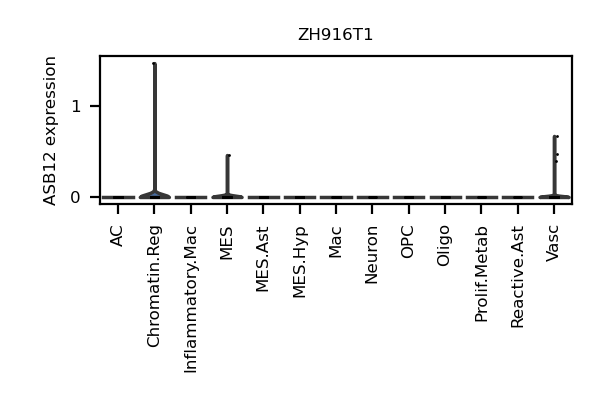 ZH916T1
ASB12 expression
1
0
AC
Chromatin.Reg
Inflammatory.Mac
MES
MES.Ast
MES.Hyp
Mac
Neuron
OPC
Oligo
Prolif.Metab
Reactive.Ast
Vasc